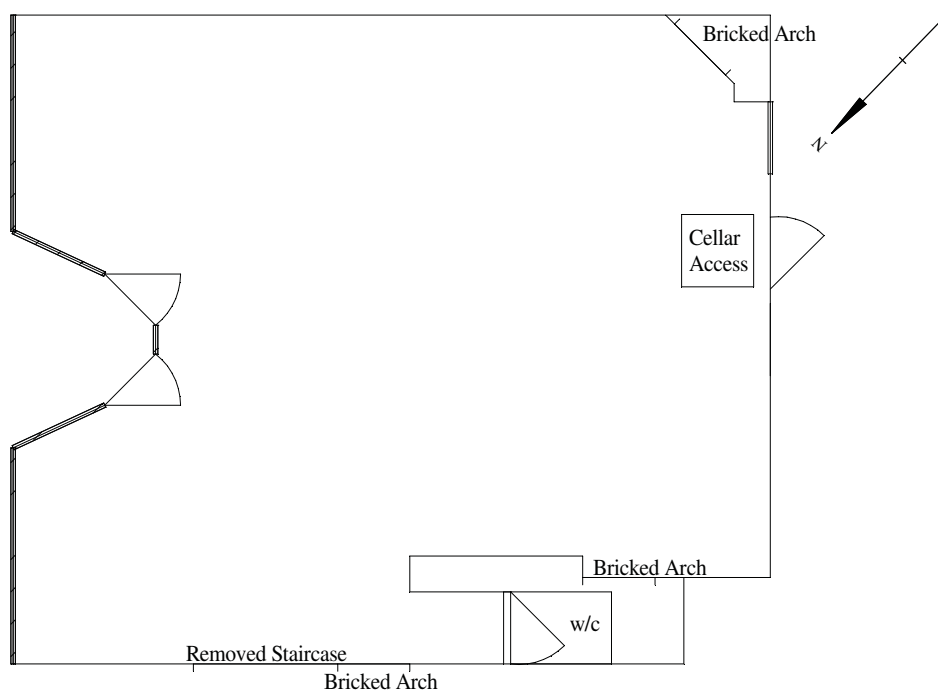 Bricked Arch
N
Cellar
Access
Bricked Arch
w/c
Removed Staircase
Bricked Arch